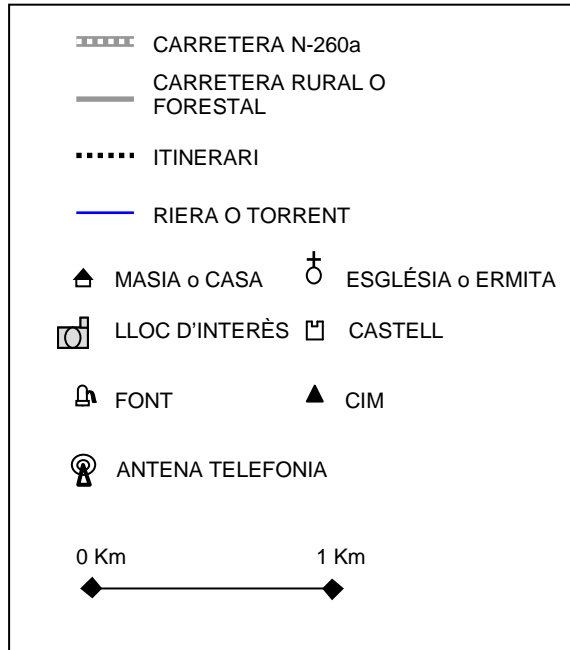 CARRETERA N-260a
CARRETERA RURAL O
FORESTAL
ITINERARI
RIERA O TORRENT
MASIA o CASA
ESGLÉSIA o ERMITA
LLOC D'INTERÈS
CASTELL
FONT
CIM
ANTENA TELEFONIA
0 Km
1 Km